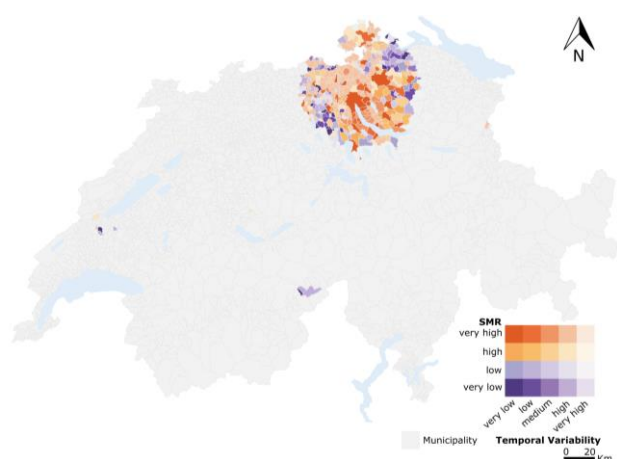 N
SMR
very high
high
low
very low
very low
low
medium
high
very high
Municipality
Temporal Variability
0 20
Km